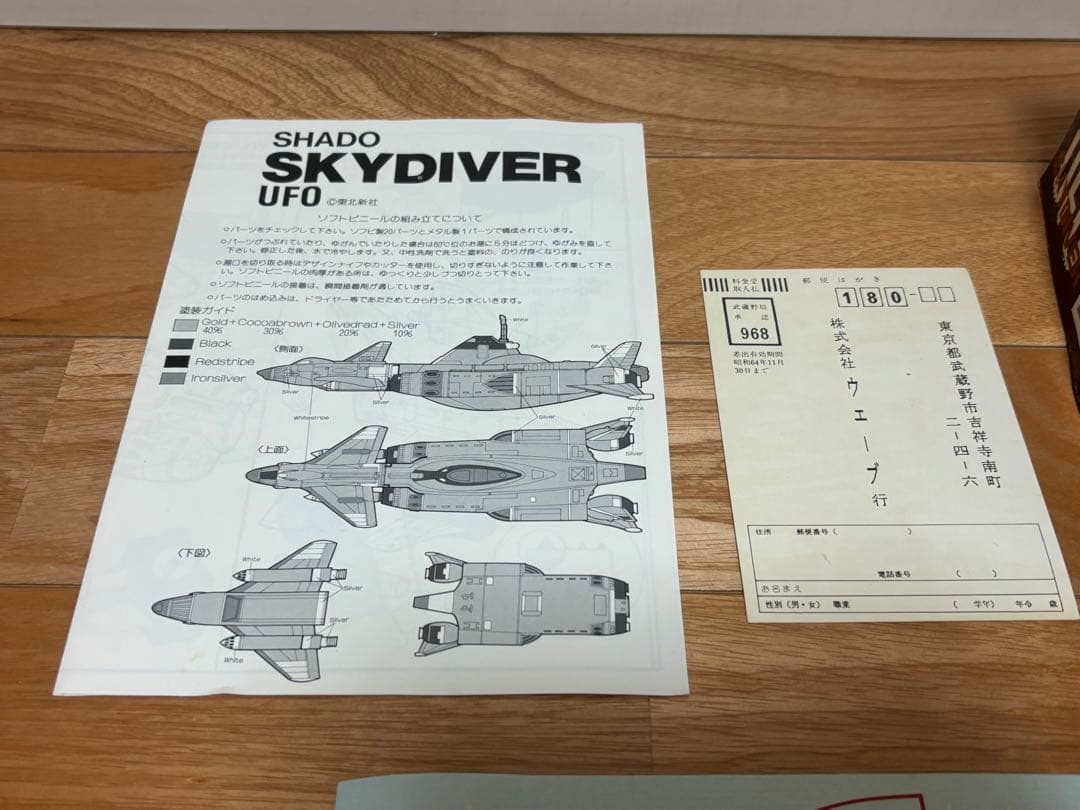 SHADO
SKYDIVER
UFO ©東北新社
ソフトビニールの組み立てについて
○パーツをチェックして下さい。ソフビ製20パーツとメタル製1パーツで構成されています。
○パーツがつぶれていたり、ゆがんでいたりした場合は60℃位のお湯に5分ほどつけ、ゆがみを直して
下さい。修正した後、水で冷やします。又、中性洗剤で洗うと塗料の、のりが良くなります。
○湯口を切り取る時はデザインナイフやカッターを使用し、切りすぎないように注意して作業して下さ
い。ソフトビニールの肉厚がある所は、ゆっくりと少しづつ切りとって下さい。
○ソフトビニールの接着は、瞬間接着剤が適しています。
○パーツのはめ込みは、ドライヤー等であたためてから行うとうまくいきます。
塗装ガイド
Gold+Cocoabrown+Olivedrad+Silver
40% 30% 20% 10%
Black
Redstripe
Ironsilver
〈側面〉
White
Silver
Silver
Silver
Whitestripe
Silver
White
〈上面〉
Silver
〈下図〉
White
Silver
Silver
White
料金受
取人払
郵便はがき
武蔵野局
承認
968
差出有効期間
昭和64年11月
30日まで
180-
東京都武蔵野市吉祥寺南町
二-四-六
株式会社ウェーブ行
住所 郵便番号( )
電話番号 ( )
お名まえ
性別(男・女) 職業 ( 学年) 年令 歳